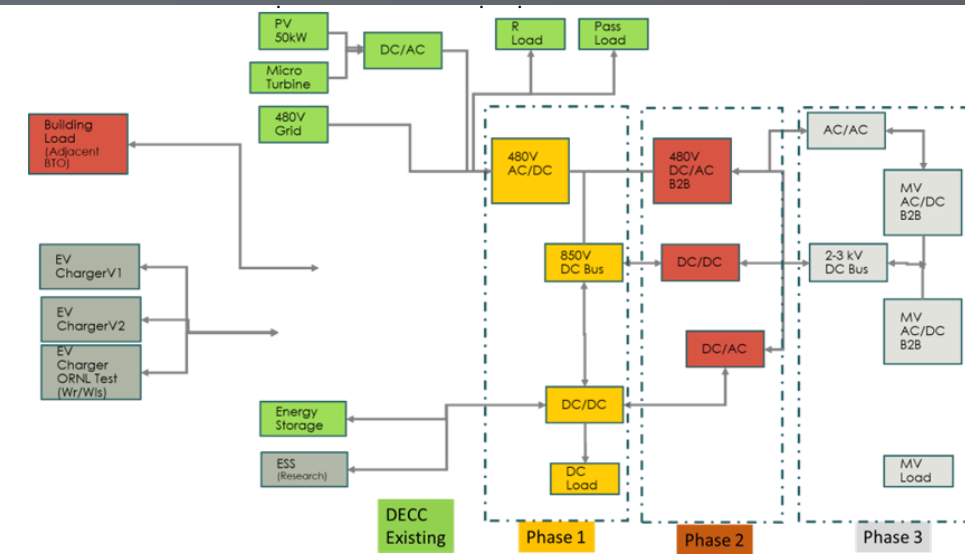 PV
50kW
Micro
Turbine
DC/AC
480V
Grid
R
Load
Pass
Load
Building
Load
(Adjacent
BTO)
EV
ChargerV1
EV
ChargerV2
EV
Charger
ORNL Test
(Wr/Wls)
Energy
Storage
ESS
(Research)
DECC
Existing
480V
AC/DC
850V
DC Bus
DC/DC
DC
Load
Phase 1
480V
DC/AC
B2B
DC/DC
DC/AC
Phase 2
AC/AC
MV
AC/DC
B2B
2-3 kV
DC Bus
MV
AC/DC
B2B
MV
Load
Phase 3